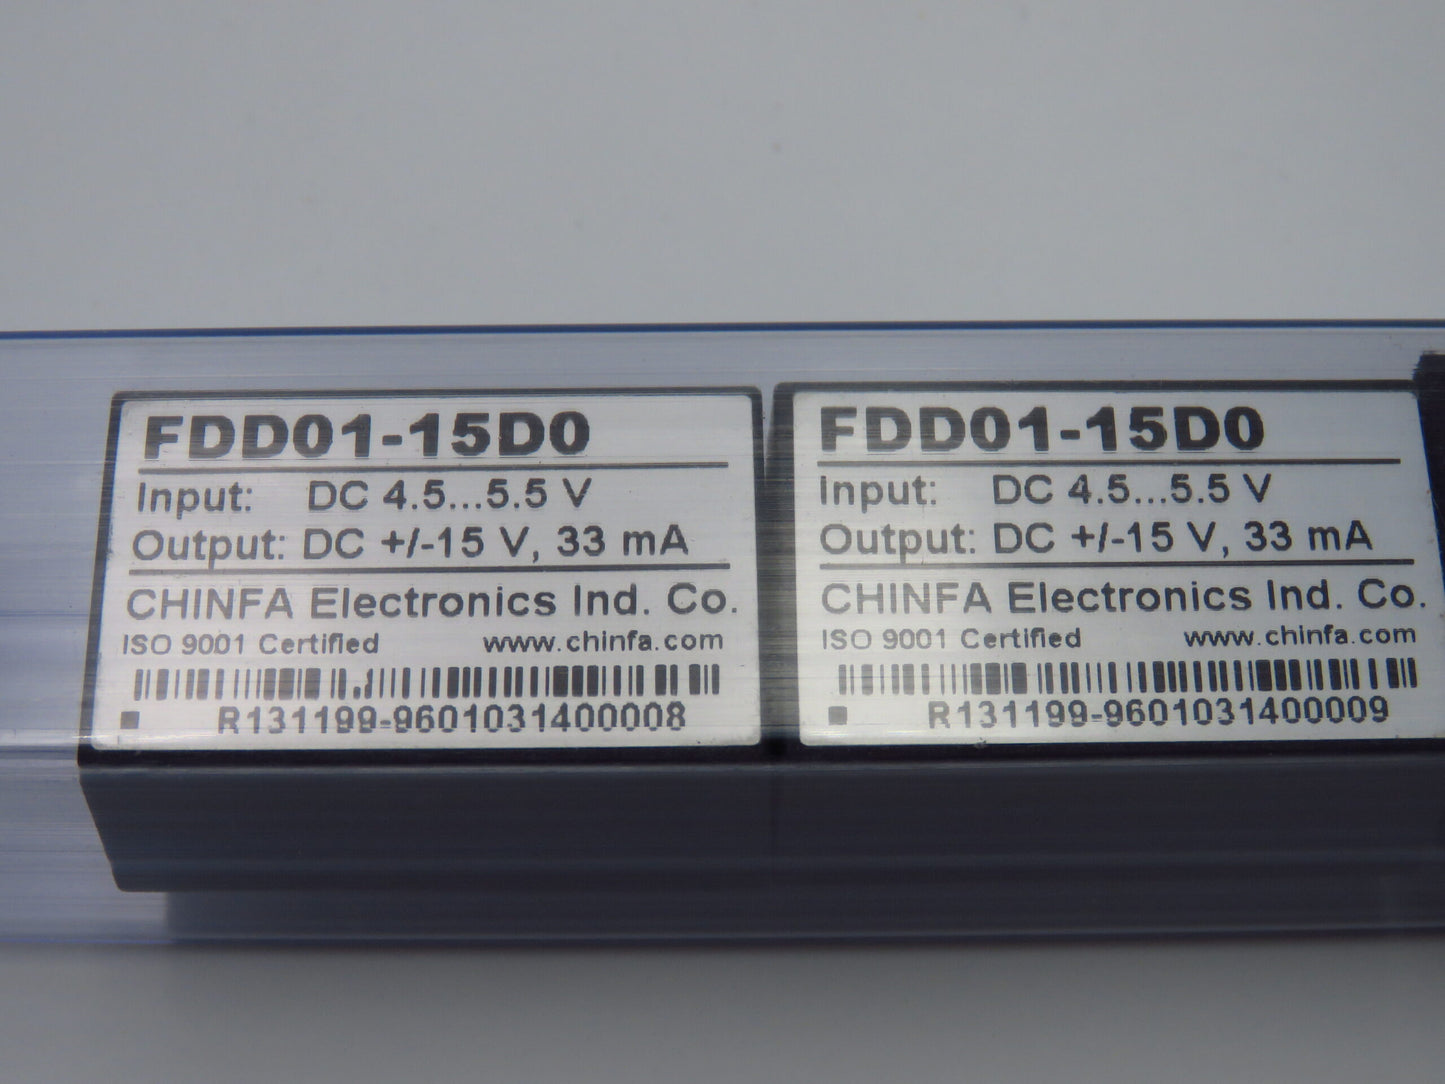 FDD01-15D0
Input: DC 4.5...5.5 V
Output: DC +/-15 V, 33 mA
CHINFA Electronics Ind. Co.
ISO 9001 Certified www.chinfa.com
R131199-9601031400008
FDD01-15D0
Input: DC 4.5...5.5 V
Output: DC +/-15 V, 33 mA
CHINFA Electronics Ind. Co.
ISO 9001 Certified www.chinfa.com
R131199-9601031400009